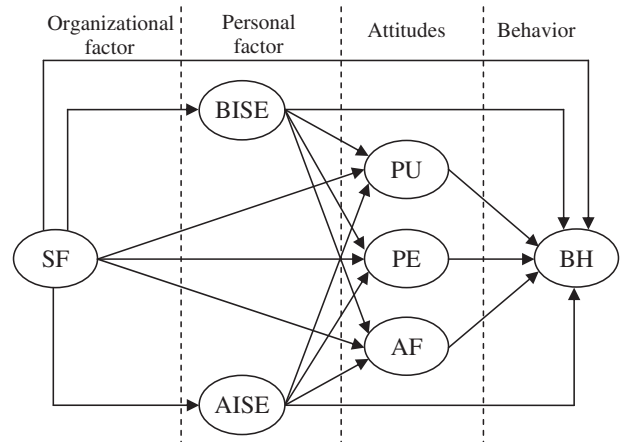 Organizational
factor
Personal
factor
Attitudes
Behavior
BISE
PU
SF
PE
BH
AF
AISE